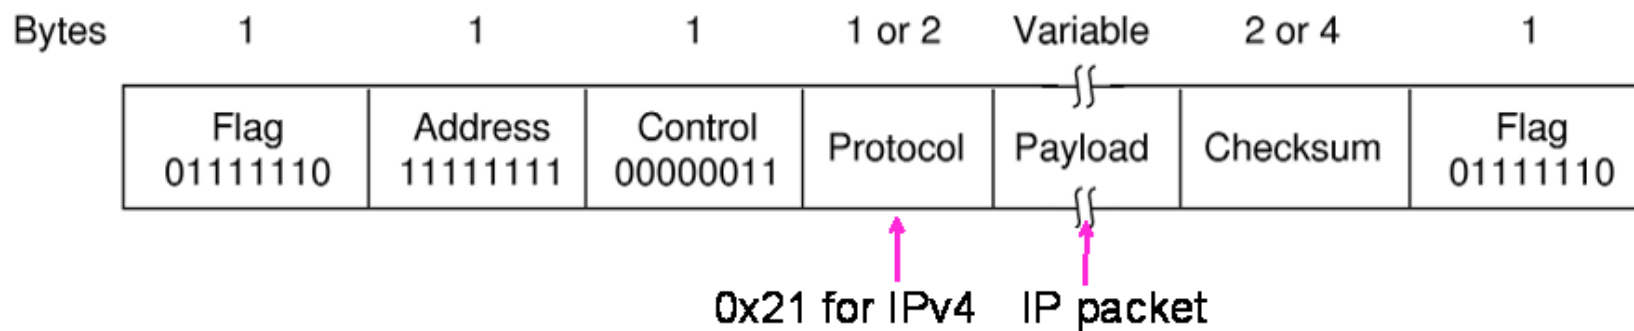 Bytes 1 1 1 1 or 2 Variable 2 or 4 1
Flag Address Control Protocol Payload Checksum Flag
01111110 11111111 00000011 01111110
0x21 for IPv4 IP packet